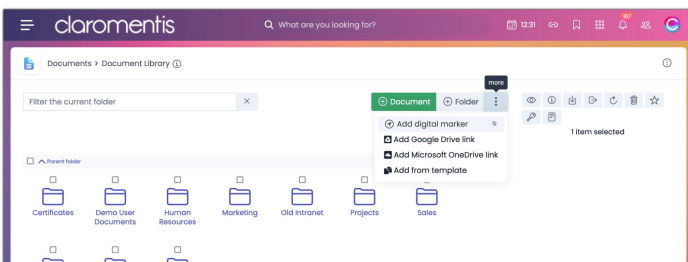 claromentis
What are you looking for?
12:31
167
Documents > Document Library
more
Filter the current folder
Document
Folder
Add digital marker
Add Google Drive link
Add Microsoft OneDrive link
Add from template
1 item selected
Parent folder
Certificates
Demo User Documents
Human Resources
Marketing
Old Intranet
Projects
Sales